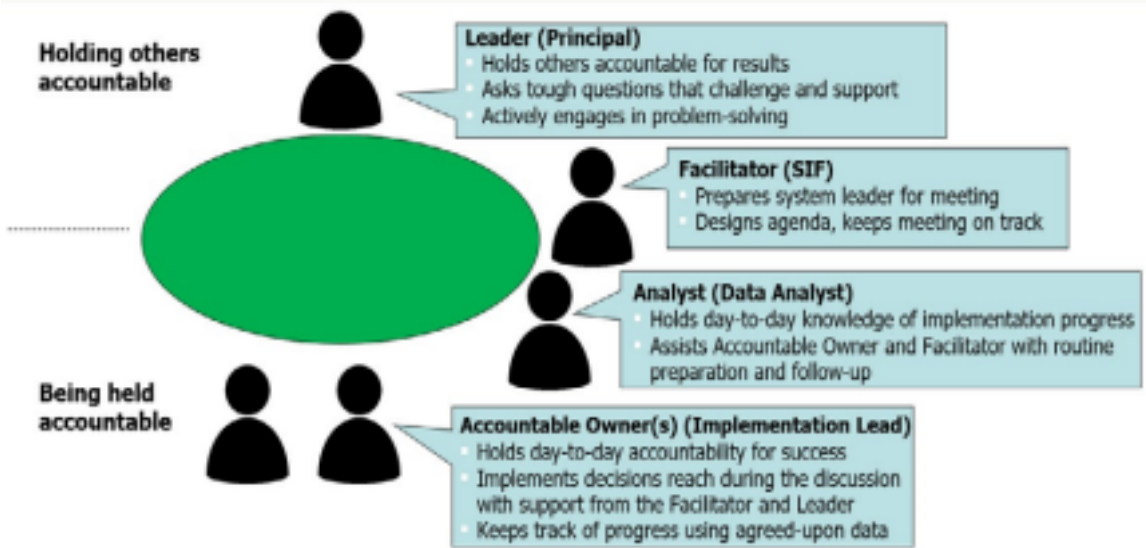 Holding others
accountable
Leader (Principal)
Holds others accountable for results
Asks tough questions that challenge and support
Actively engages in problem-solving
Facilitator (SIF)
Prepares system leader for meeting
Designs agenda, keeps meeting on track
Analyst (Data Analyst)
Holds day-to-day knowledge of implementation progress
Assists Accountable Owner and Facilitator with routine
preparation and follow-up
Being held
accountable
Accountable Owner(s) (Implementation Lead)
Holds day-to-day accountability for success
Implements decisions reach during the discussion
with support from the Facilitator and Leader
Keeps track of progress using agreed-upon data